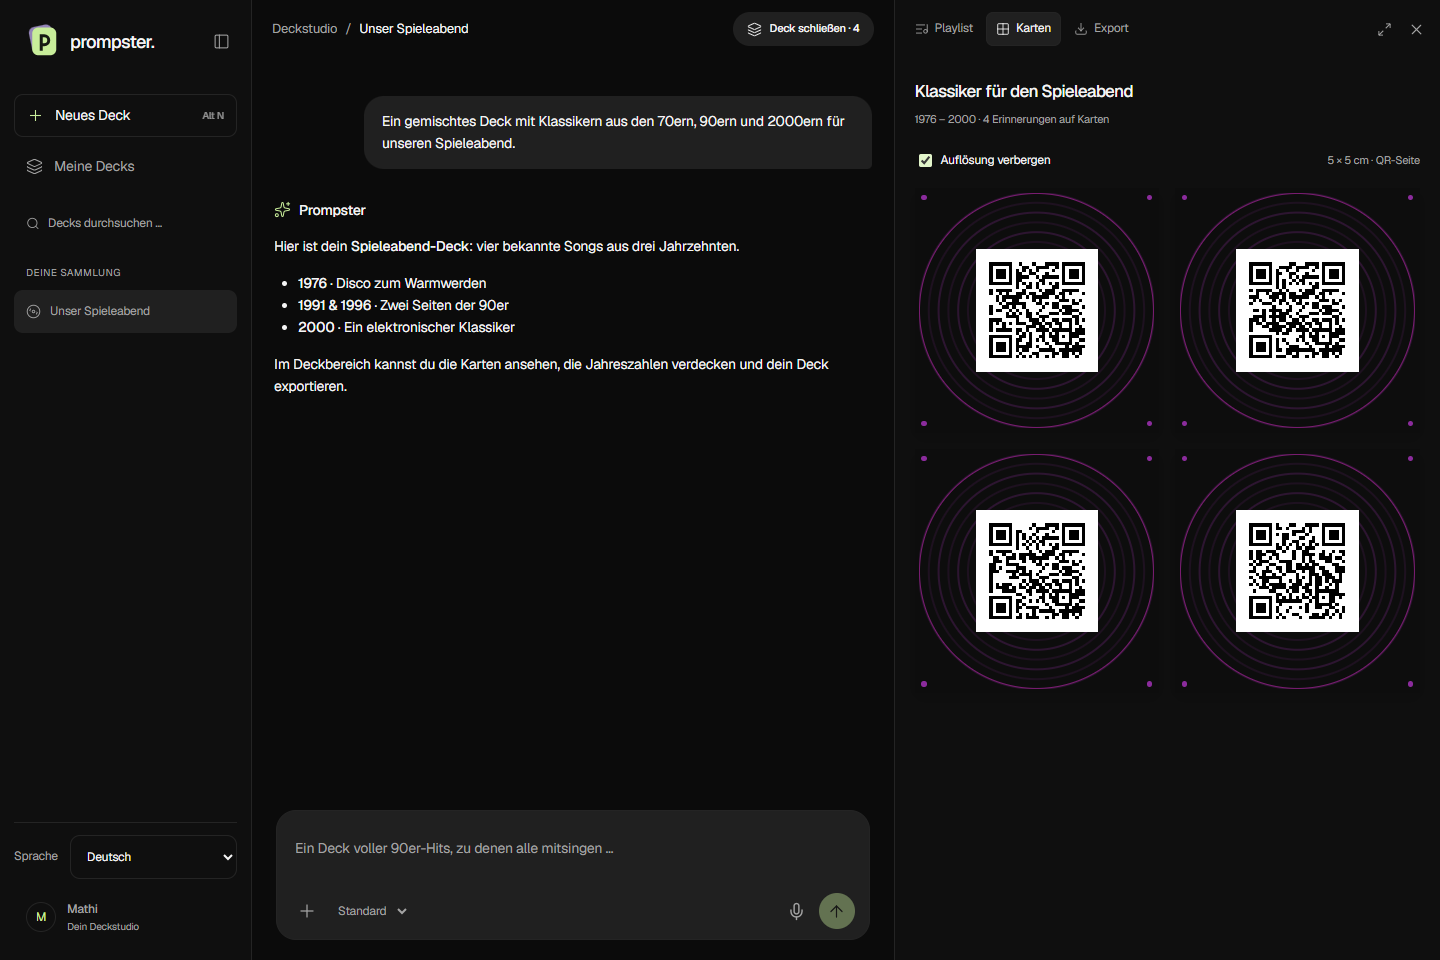 prompster.
Neues Deck
Alt N
Meine Decks
Decks durchsuchen ...
DEINE SAMMLUNG
Unser Spieleabend
Sprache
Deutsch
M
Mathi
Dein Deckstudio
Deckstudio / Unser Spieleabend
Deck schließen · 4
Ein gemischtes Deck mit Klassikern aus den 70ern, 90ern und 2000ern für
unseren Spieleabend.
Prompster
Hier ist dein Spieleabend-Deck: vier bekannte Songs aus drei Jahrzehnten.
• 1976 · Disco zum Warmwerden
• 1991 & 1996 · Zwei Seiten der 90er
• 2000 · Ein elektronischer Klassiker
Im Deckbereich kannst du die Karten ansehen, die Jahreszahlen verdecken und dein Deck
exportieren.
Ein Deck voller 90er-Hits, zu denen alle mitsingen ...
Standard
Playlist
Karten
Export
Klassiker für den Spieleabend
1976 – 2000 · 4 Erinnerungen auf Karten
Auflösung verbergen
5 × 5 cm · QR-Seite